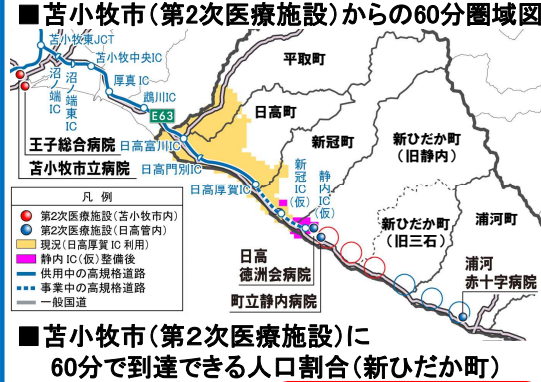 ■苫小牧市(第2次医療施設)からの60分圏域図
苫小牧東JCT
苫小牧中央IC
沼ノ端IC
沼ノ端東IC
厚真IC
鵡川IC
E63
平取町
日高町
王子総合病院
苫小牧市立病院
日高富川IC
日高門別IC
日高厚賀IC
新冠町
新冠IC(仮)
静内IC(仮)
新ひだか町
(旧静内)
新ひだか町
(旧三石)
浦河町
凡 例
第2次医療施設(苫小牧市内)
第2次医療施設(日高管内)
現況(日高厚賀IC利用)
静内IC(仮)整備後
供用中の高規格道路
事業中の高規格道路
一般国道
日高
徳洲会病院
町立静内病院
浦河
赤十字病院
■苫小牧市(第2次医療施設)に
60分で到達できる人口割合(新ひだか町)